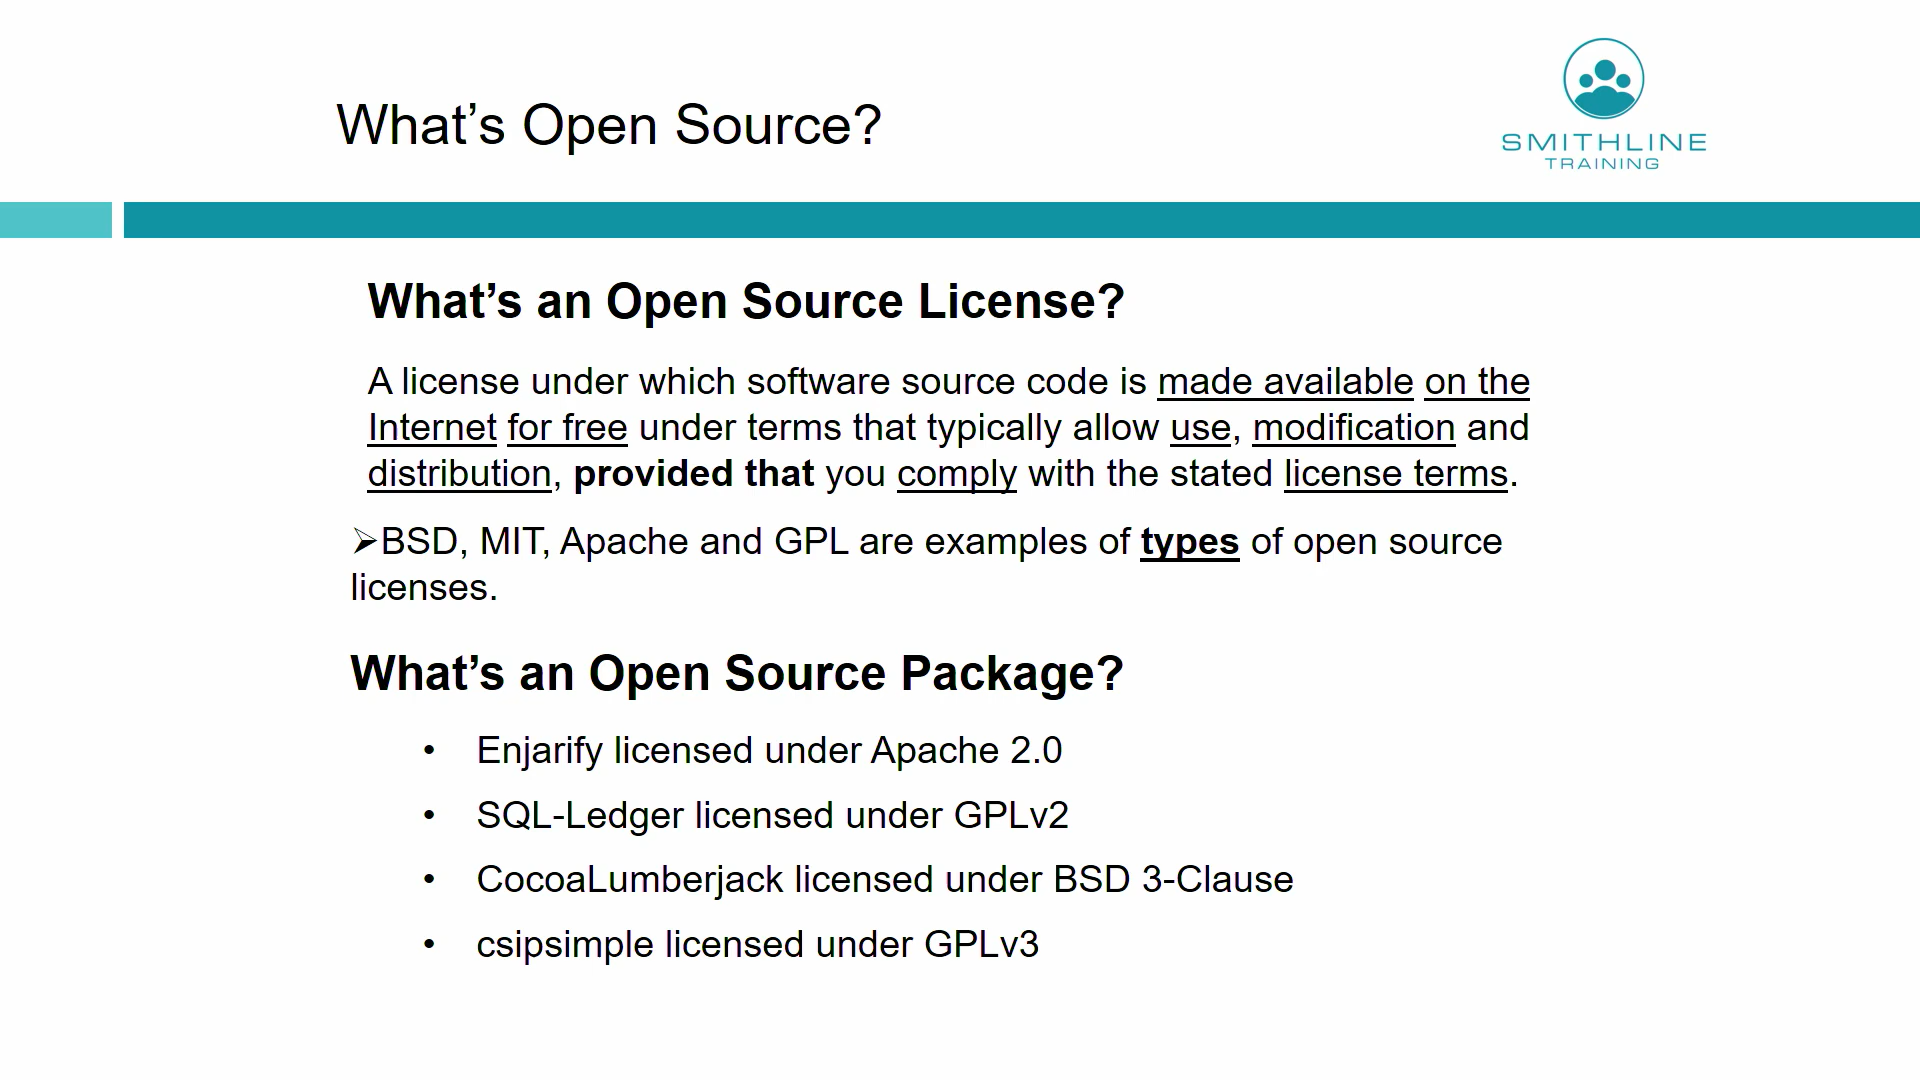 What’s Open Source?
SMITHLINE
TRAINING
What’s an Open Source License?
A license under which software source code is made available on the
Internet for free under terms that typically allow use, modification and
distribution, provided that you comply with the stated license terms.
➢BSD, MIT, Apache and GPL are examples of types of open source
licenses.
What’s an Open Source Package?
• Enjarify licensed under Apache 2.0
• SQL-Ledger licensed under GPLv2
• CocoaLumberjack licensed under BSD 3-Clause
• csipsimple licensed under GPLv3